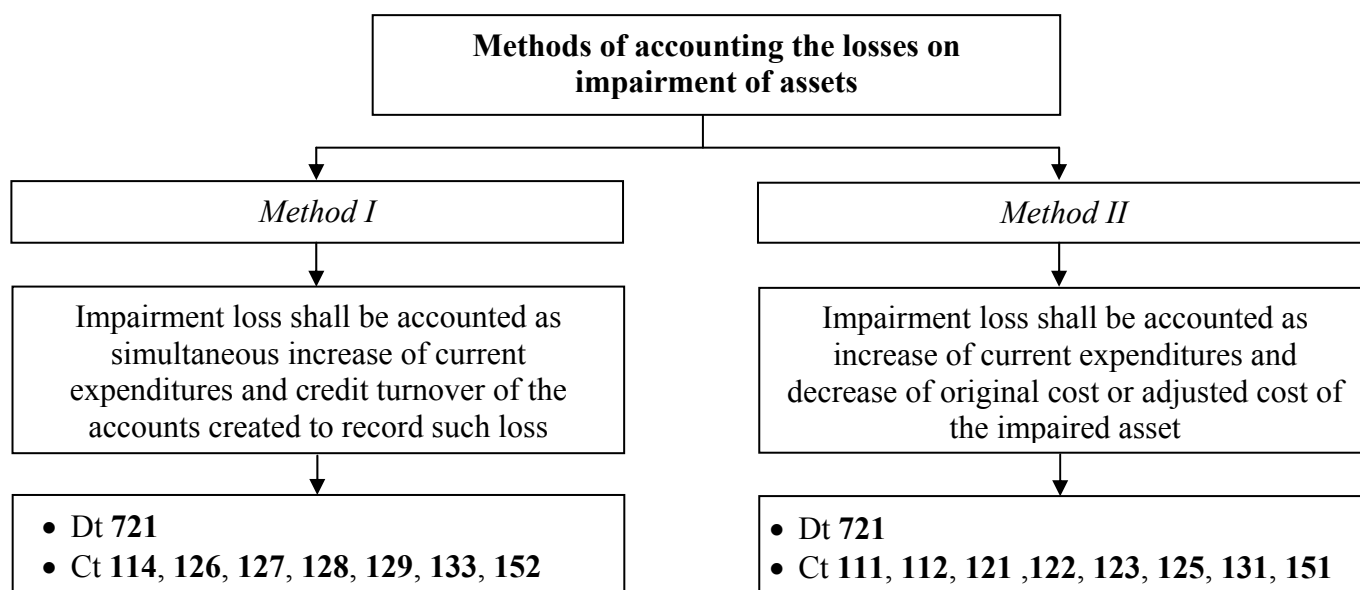 Methods of accounting the losses on
impairment of assets
Method I
Impairment loss shall be accounted as
simultaneous increase of current
expenditures and credit turnover of the
accounts created to record such loss
• Dt 721
• Ct 114, 126, 127, 128, 129, 133, 152
Method II
Impairment loss shall be accounted as
increase of current expenditures and
decrease of original cost or adjusted cost of
the impaired asset
• Dt 721
• Ct 111, 112, 121 ,122, 123, 125, 131, 151